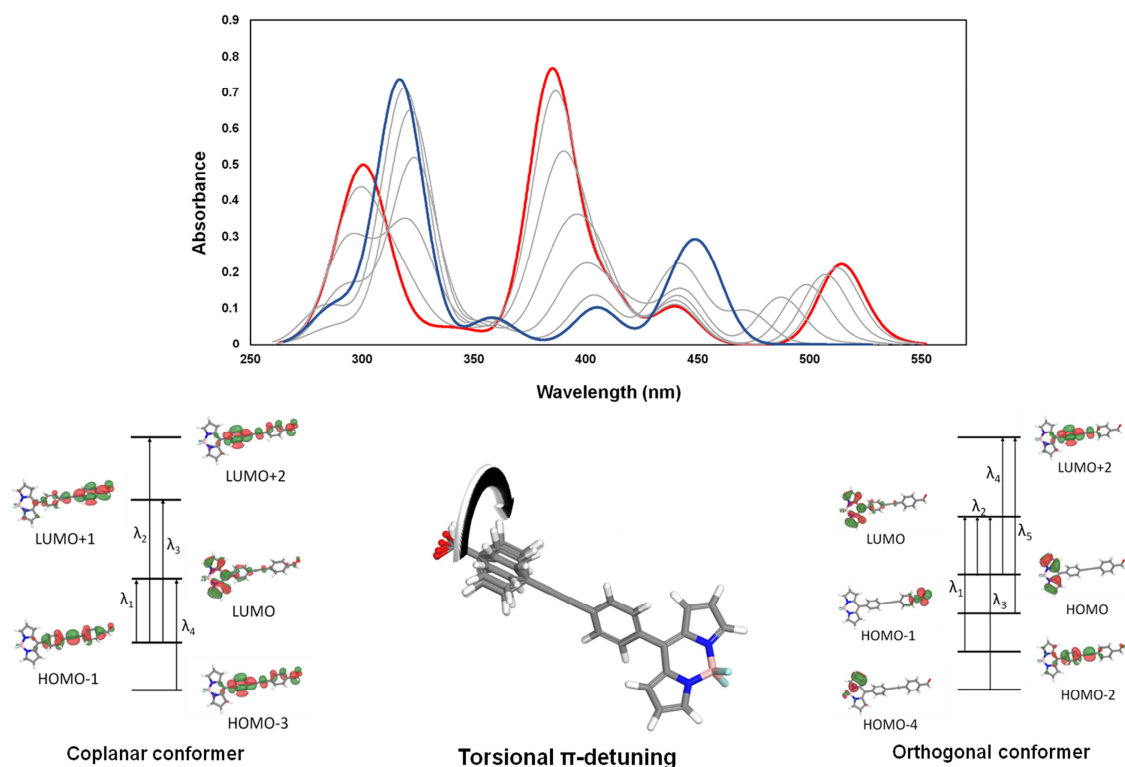 0.9
0.8
0.7
0.6
0.5
0.4
0.3
0.2
0.1
0
Absorbance
250 300 350 400 450 500 550
Wavelength (nm)
LUMO+2
LUMO+1
λ2
λ3
LUMO
λ1
λ4
HOMO-1
HOMO-3
Coplanar conformer
Torsional π-detuning
LUMO+2
λ4
LUMO
λ2
λ5
HOMO
λ1
λ3
HOMO-1
HOMO-2
HOMO-4
Orthogonal conformer